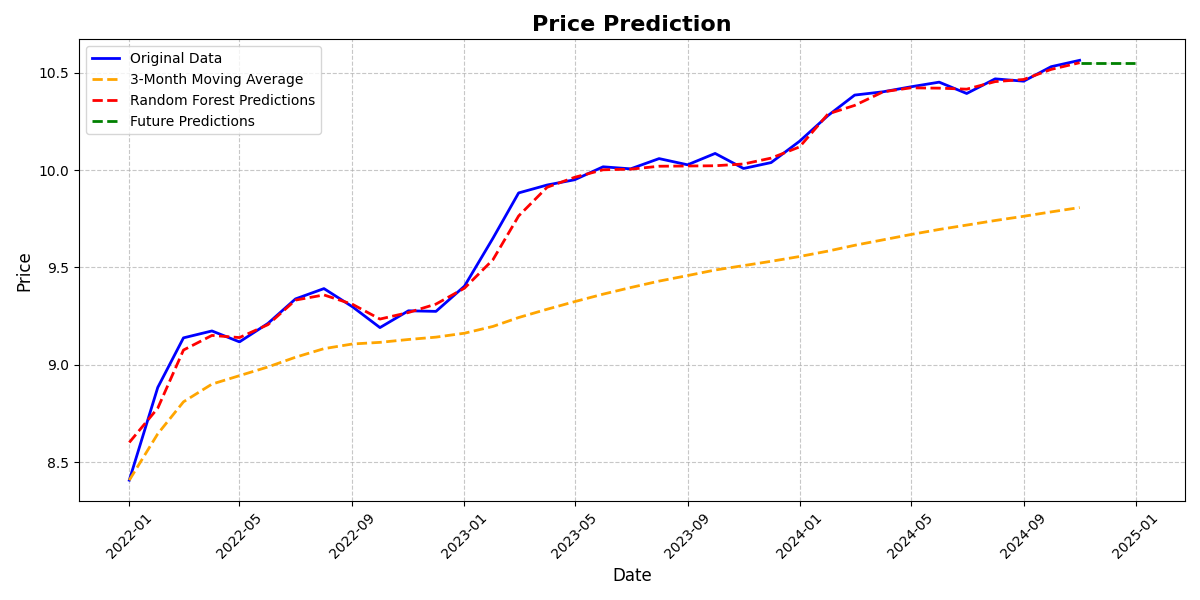 Price Prediction
Original Data
3-Month Moving Average
Random Forest Predictions
Future Predictions
Price
10.5
10.0
9.5
9.0
8.5
2022-01
2022-05
2022-09
2023-01
2023-05
2023-09
2024-01
2024-05
2024-09
2025-01
Date